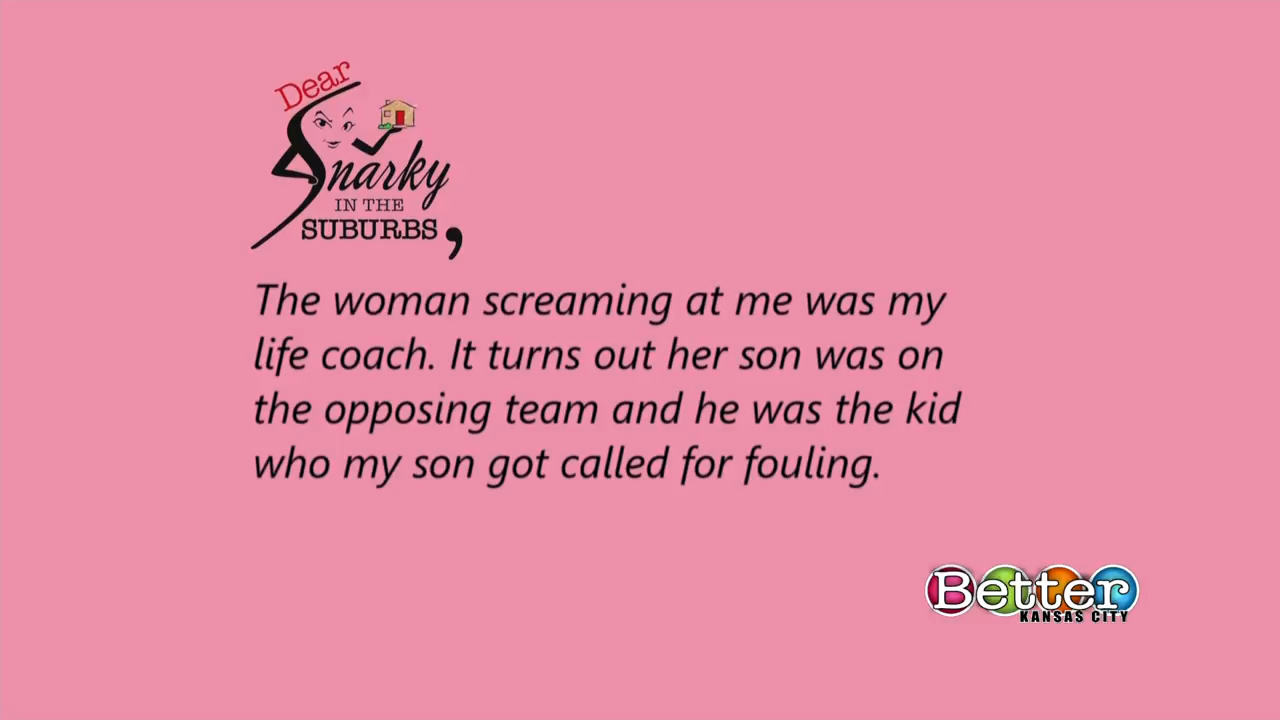 Dear
Snarky
IN THE
SUBURBS,
The woman screaming at me was my
life coach. It turns out her son was on
the opposing team and he was the kid
who my son got called for fouling.
Better
KANSAS CITY